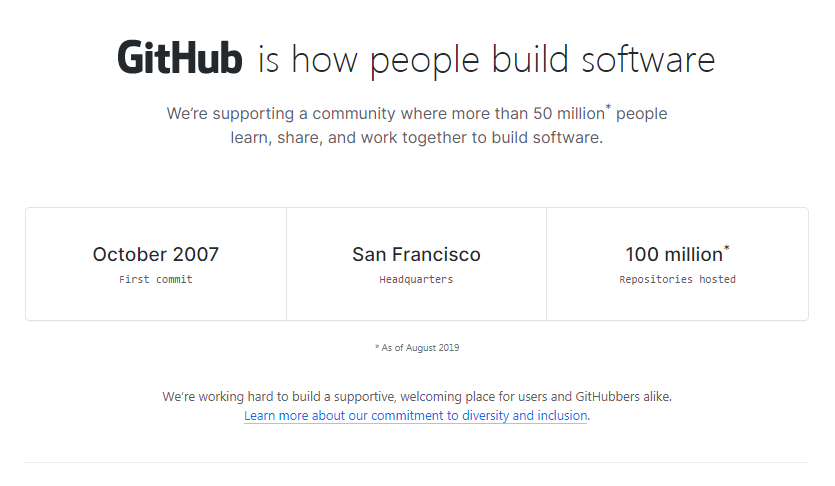 GitHub is how people build software
We’re supporting a community where more than 50 million* people
learn, share, and work together to build software.
October 2007
First commit
San Francisco
Headquarters
100 million*
Repositories hosted
* As of August 2019
We’re working hard to build a supportive, welcoming place for users and GitHubbers alike.
Learn more about our commitment to diversity and inclusion.